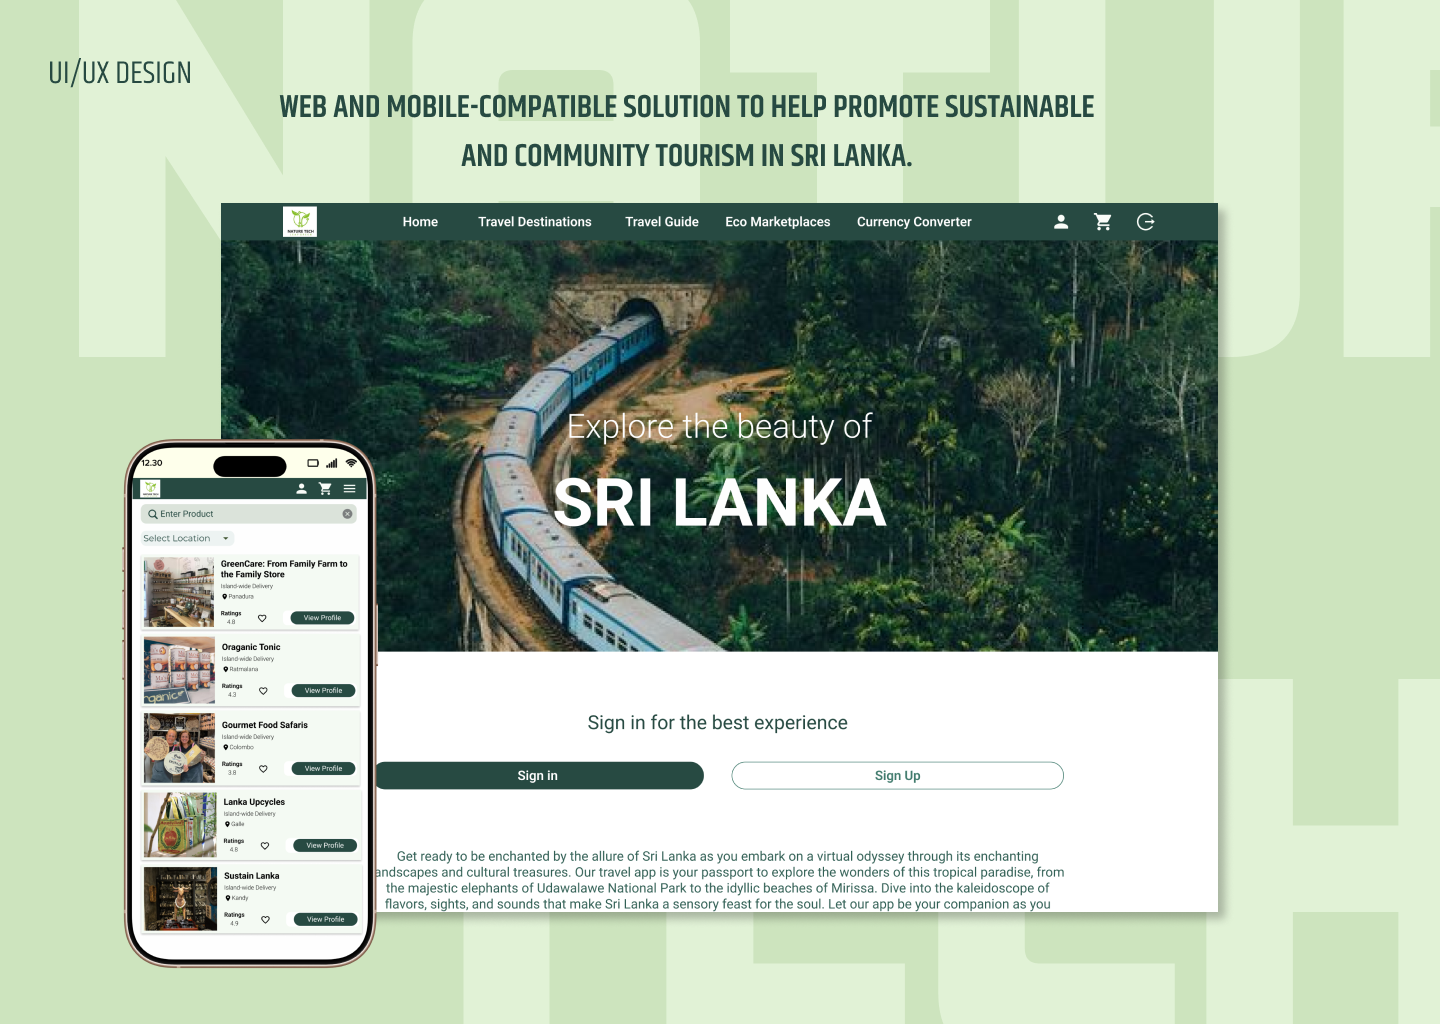 NATUR
TECH
UI/UX DESIGN
WEB AND MOBILE-COMPATIBLE SOLUTION TO HELP PROMOTE SUSTAINABLE
AND COMMUNITY TOURISM IN SRI LANKA.
NATURE TECH
Home Travel Destinations Travel Guide Eco Marketplaces Currency Converter
Explore the beauty of
SRI LANKA
Sign in for the best experience
Sign in Sign Up
Get ready to be enchanted by the allure of Sri Lanka as you embark on a virtual odyssey through its enchanting
andscapes and cultural treasures. Our travel app is your passport to explore the wonders of this tropical paradise, from
the majestic elephants of Udawalawe National Park to the idyllic beaches of Mirissa. Dive into the kaleidoscope of
flavors, sights, and sounds that make Sri Lanka a sensory feast for the soul. Let our app be your companion as you
12.30
Enter Product
Select Location
GreenCare: From Family Farm to
the Family Store
Island-wide Delivery
Panadura
Ratings
4.8
View Profile
Oraganic Tonic
Island-wide Delivery
Ratmalana
Ratings
4.3
View Profile
Gourmet Food Safaris
Island-wide Delivery
Colombo
Ratings
3.8
View Profile
Lanka Upcycles
Island-wide Delivery
Galle
Ratings
4.8
View Profile
Sustain Lanka
Island-wide Delivery
Kandy
Ratings
4.9
View Profile